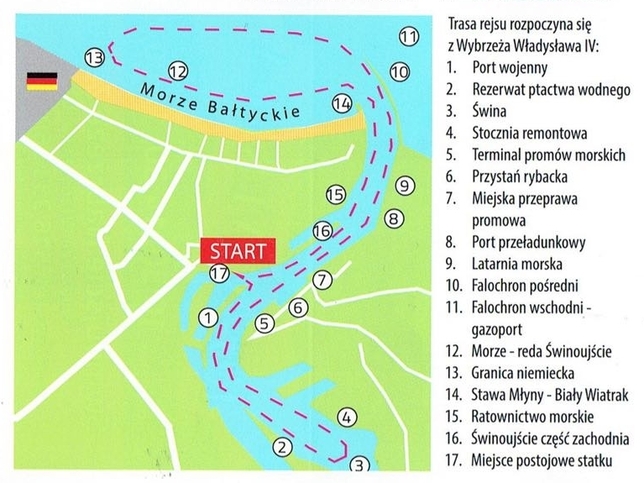 Trasa rejsu rozpoczyna się
z Wybrzeża Władysława IV:
1. Port wojenny
2. Rezerwat ptactwa wodnego
3. Świna
4. Stocznia remontowa
5. Terminal promów morskich
6. Przystań rybacka
7. Miejska przeprawa
promowa
8. Port przeładunkowy
9. Latarnia morska
10. Falochron pośredni
11. Falochron wschodni -
gazoport
12. Morze - reda Świnoujście
13. Granica niemiecka
14. Stawa Młyny - Biały Wiatrak
15. Ratownictwo morskie
16. Świnoujście część zachodnia
17. Miejsce postojowe statku
11
13
12
10
Morze Bałtyckie
14
15
9
8
16
START
17
7
6
1
5
4
2
3